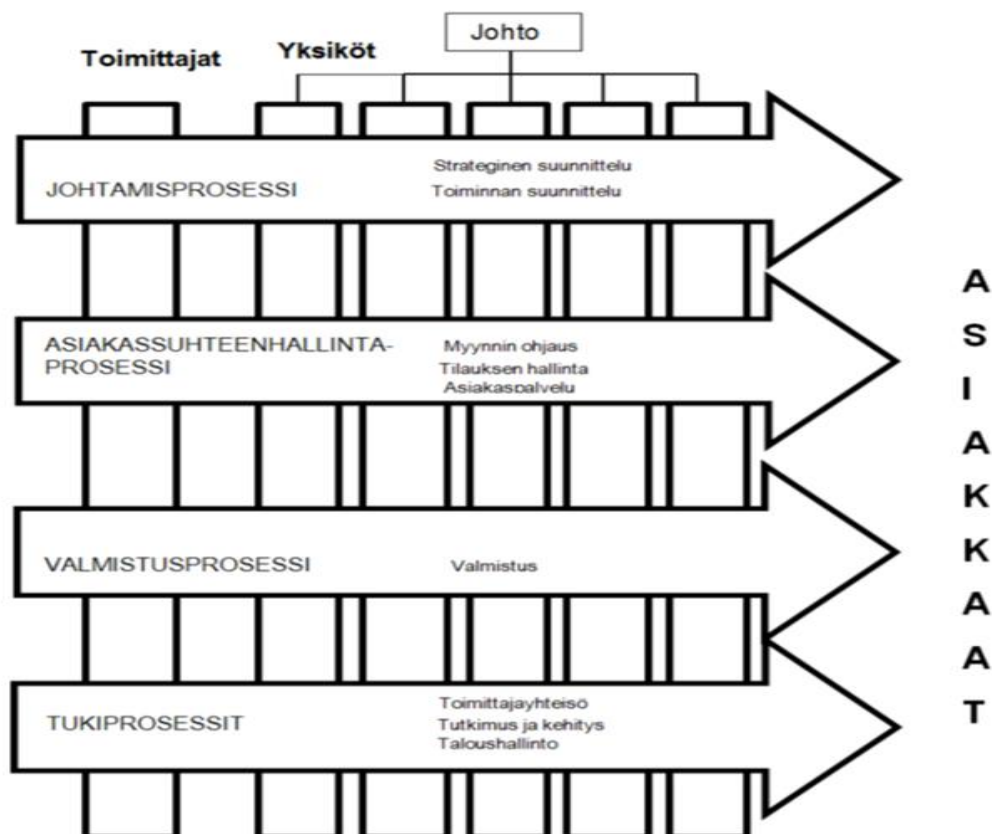 Johto
Toimittajat
Yksiköt
JOHTAMISPROSESSI
Strateginen suunnittelu
Toiminnan suunnittelu
ASIAKASSUHTEENHALLINTA-
PROSESSI
Myynnin ohjaus
Tilauksen hallinta
Asiakaspalvelu
VALMISTUSPROSESSI
Valmistus
TUKIPROSESSIT
Toimittajayhteisö
Tutkimus ja kehitys
Taloushallinto
ASIAKKAAT